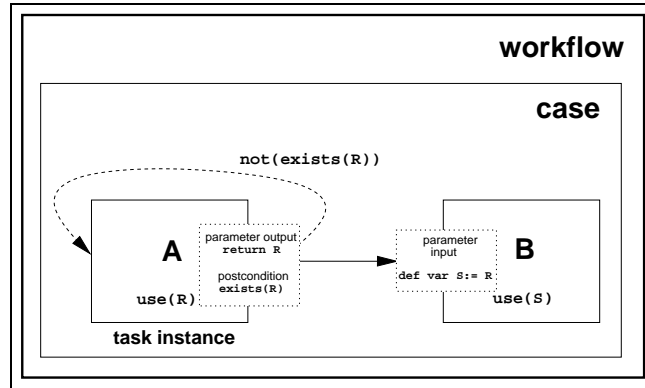 workflow
case
not(exists(R))
A
parameter output
return R
postcondition
exists(R)
use(R)
task instance
parameter
input
B
def var S:= R
use(S)